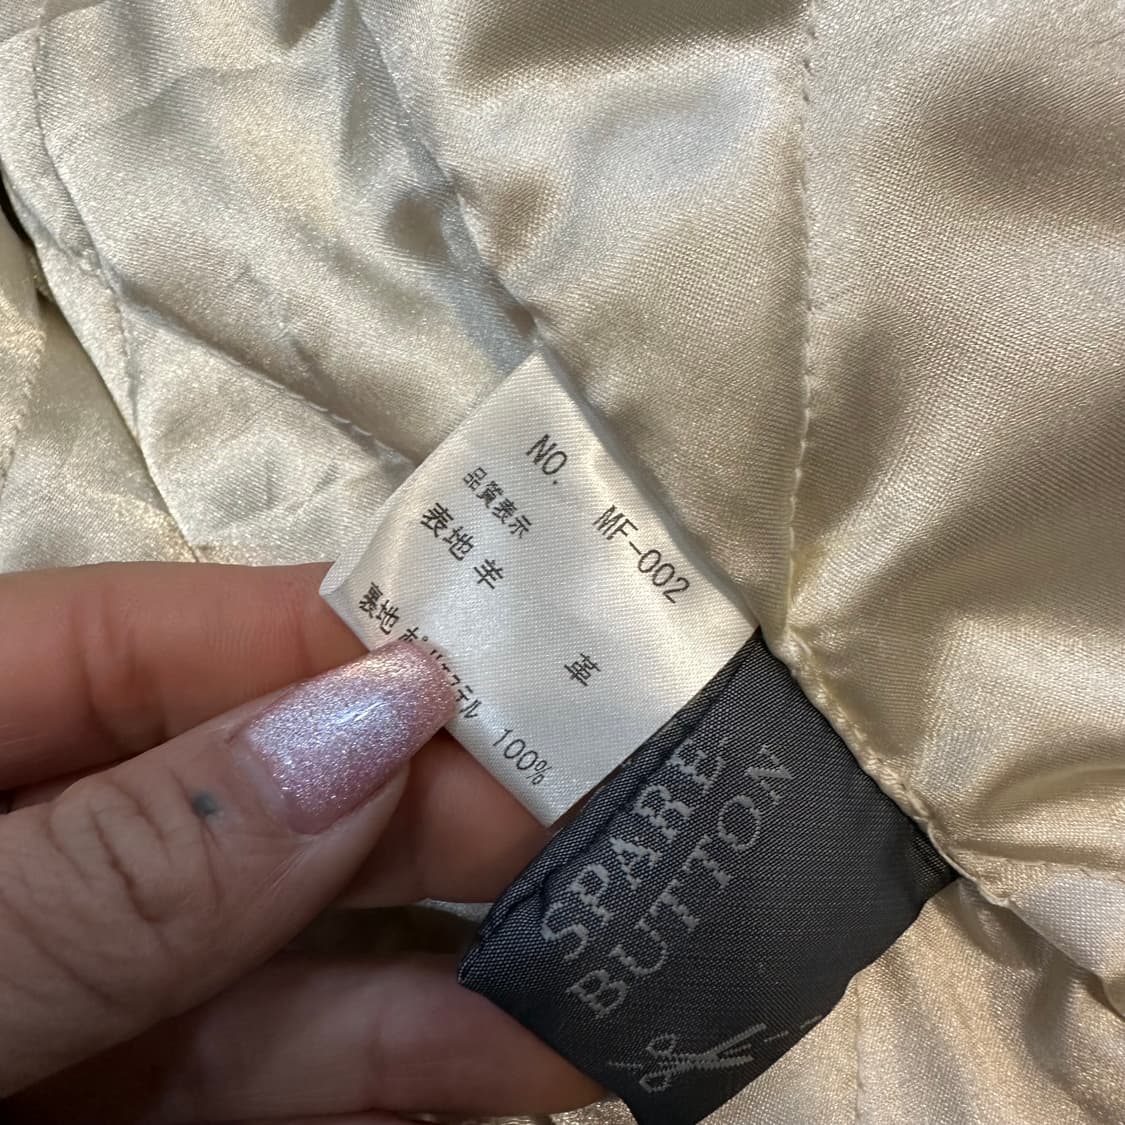 NO. MF-002
品質表示
表地 羊 革
裏地 ポリエステル 100%
SPARE
BUTTON